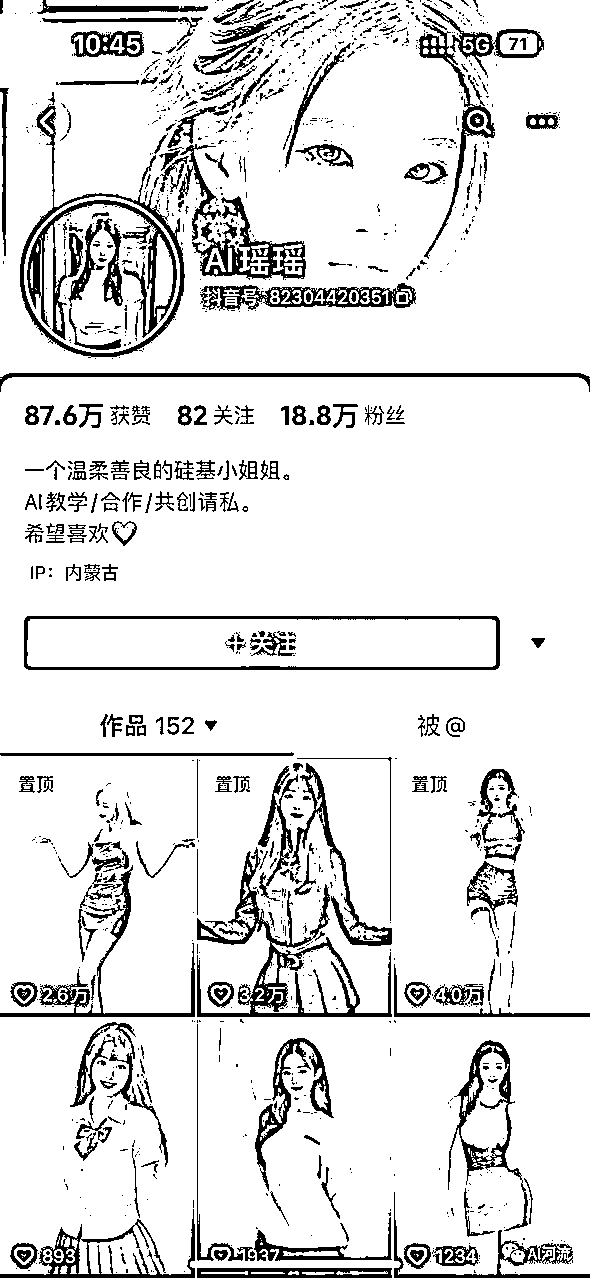 10:45 5G 71
AI瑶瑶
抖音号：82304420351
87.6万 获赞 82 关注 18.8万 粉丝
一个温柔善良的硅基小姐姐。
AI教学/合作/共创请私。
希望喜欢♡
IP：内蒙古
+关注
作品 152 ▼ 被@
置顶 置顶 置顶
2.6万 3.2万 4.0万
893 1937 1234
AI河流